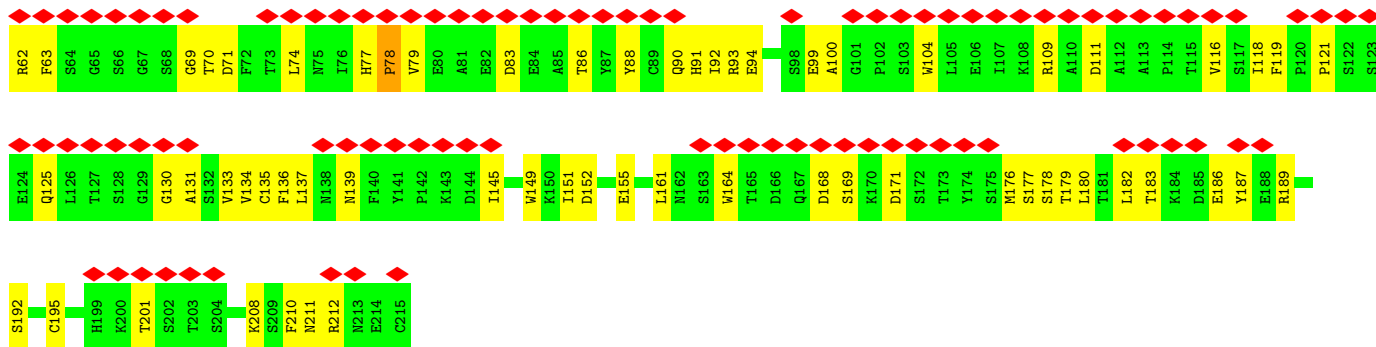 R62 F63 S64 G65 S66 G67 S68 G69 T70 D71 F72 T73 L74 N75 I76 H77 P78 V79 E80 A81 E82 D83 E84 A85 T86 Y87 Y88 C89 Q90 H91 I92 R93 E94 S98 E99 A100 G101 P102 S103 W104 L105 E106 I107 K108 R109 A110 D111 A112 A113 P114 T115 V116 S117 I118 F119 P120 P121 S122 S123
E124 Q125 L126 T127 S128 G129 G130 A131 S132 V133 V134 C135 F136 L137 N138 N139 F140 Y141 P142 K143 D144 I145 W149 K150 I151 D152 E155 L161 N162 S163 W164 T165 D166 Q167 D168 S169 K170 D171 S172 T173 Y174 S175 M176 S177 S178 T179 L180 T181 L182 T183 K184 D185 E186 Y187 E188 R189
S192 C195 H199 K200 T201 S202 T203 S204 K208 S209 F210 N211 R212 N213 E214 C215